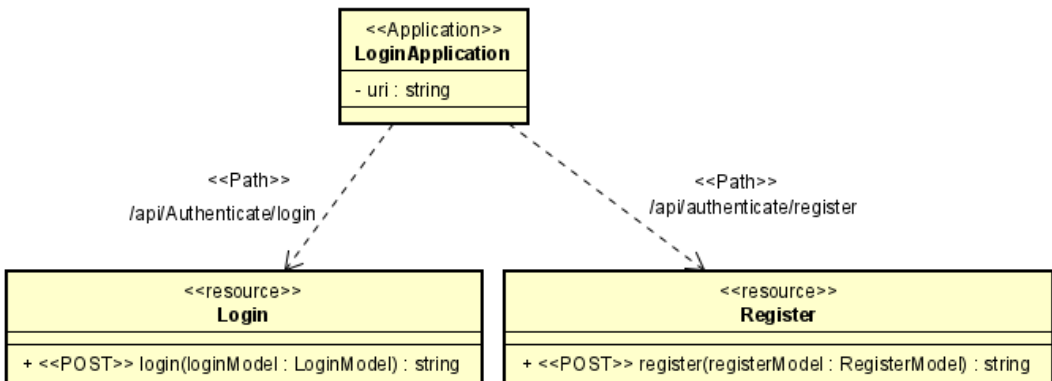 <<Application>>
LoginApplication
- uri : string
<<Path>>
/api/Authenticate/login
<<Path>>
/api/authenticate/register
<<resource>>
Login
+ <<POST>> login(loginModel : LoginModel) : string
<<resource>>
Register
+ <<POST>> register(registerModel : RegisterModel) : string